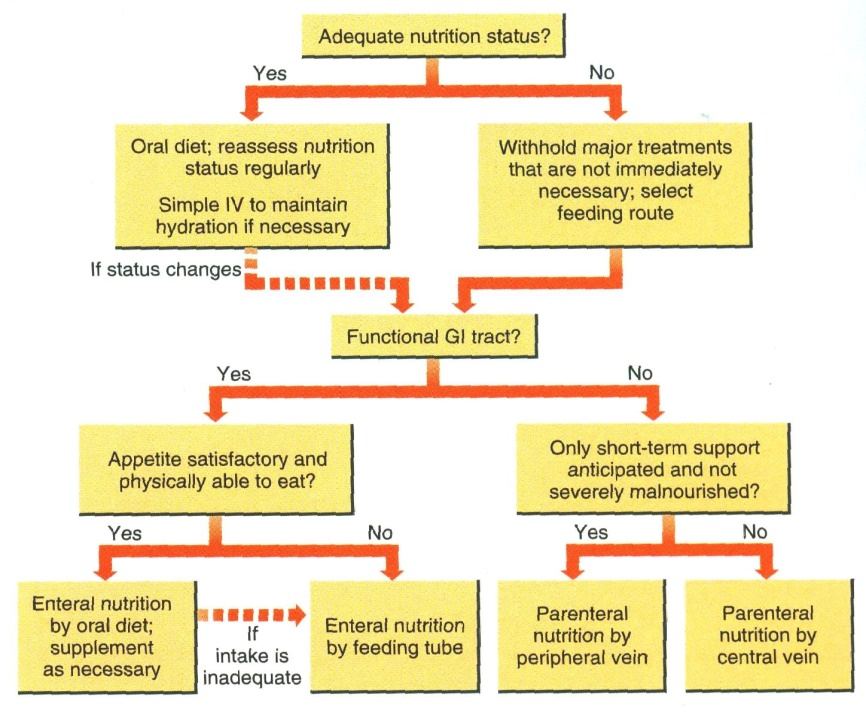 Adequate nutrition status?
Yes
No
Oral diet; reassess nutrition
status regularly
Simple IV to maintain
hydration if necessary
Withhold major treatments
that are not immediately
necessary; select
feeding route
If status changes
Functional GI tract?
Yes
No
Appetite satisfactory and
physically able to eat?
Only short-term support
anticipated and not
severely malnourished?
Yes
No
Yes
No
Enteral nutrition
by oral diet;
supplement
as necessary
If
intake is
inadequate
Enteral nutrition
by feeding tube
Parenteral
nutrition by
peripheral vein
Parenteral
nutrition by
central vein